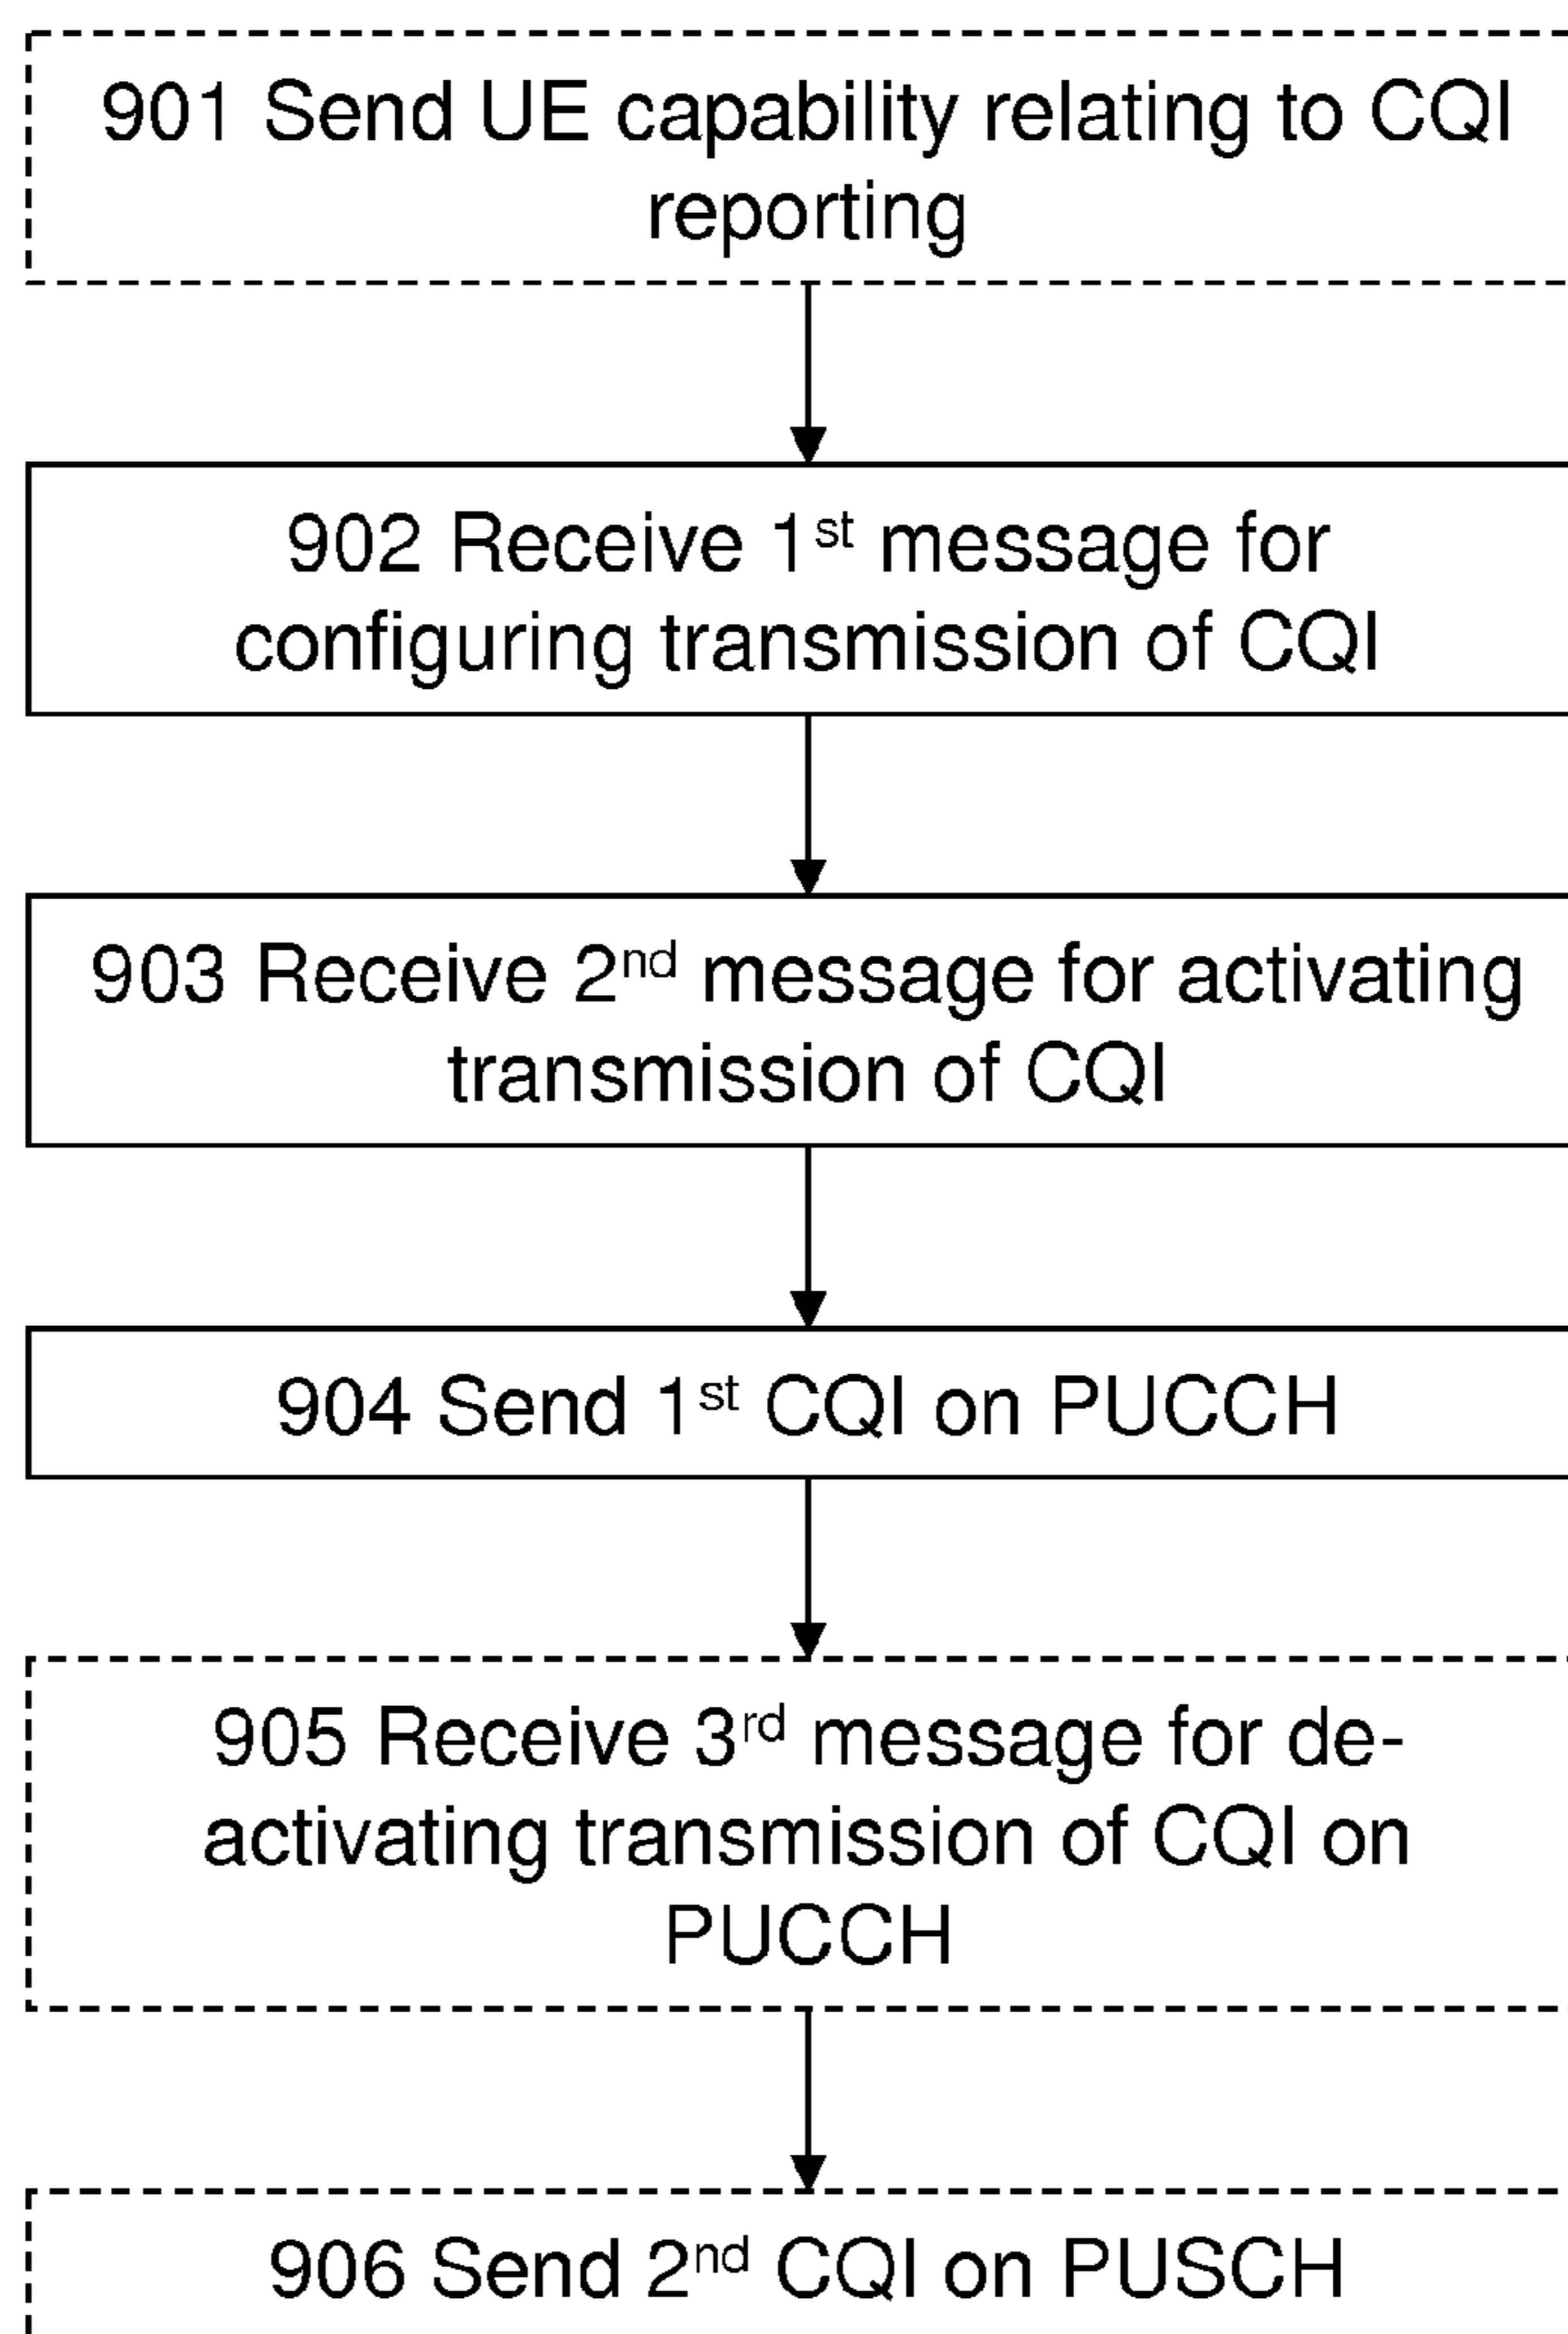 901 Send UE capability relating to CQI
reporting
902 Receive 1st message for
configuring transmission of CQI
903 Receive 2nd message for activating
transmission of CQI
904 Send 1st CQI on PUCCH
905 Receive 3rd message for de-
activating transmission of CQI on
PUCCH
906 Send 2nd CQI on PUSCH